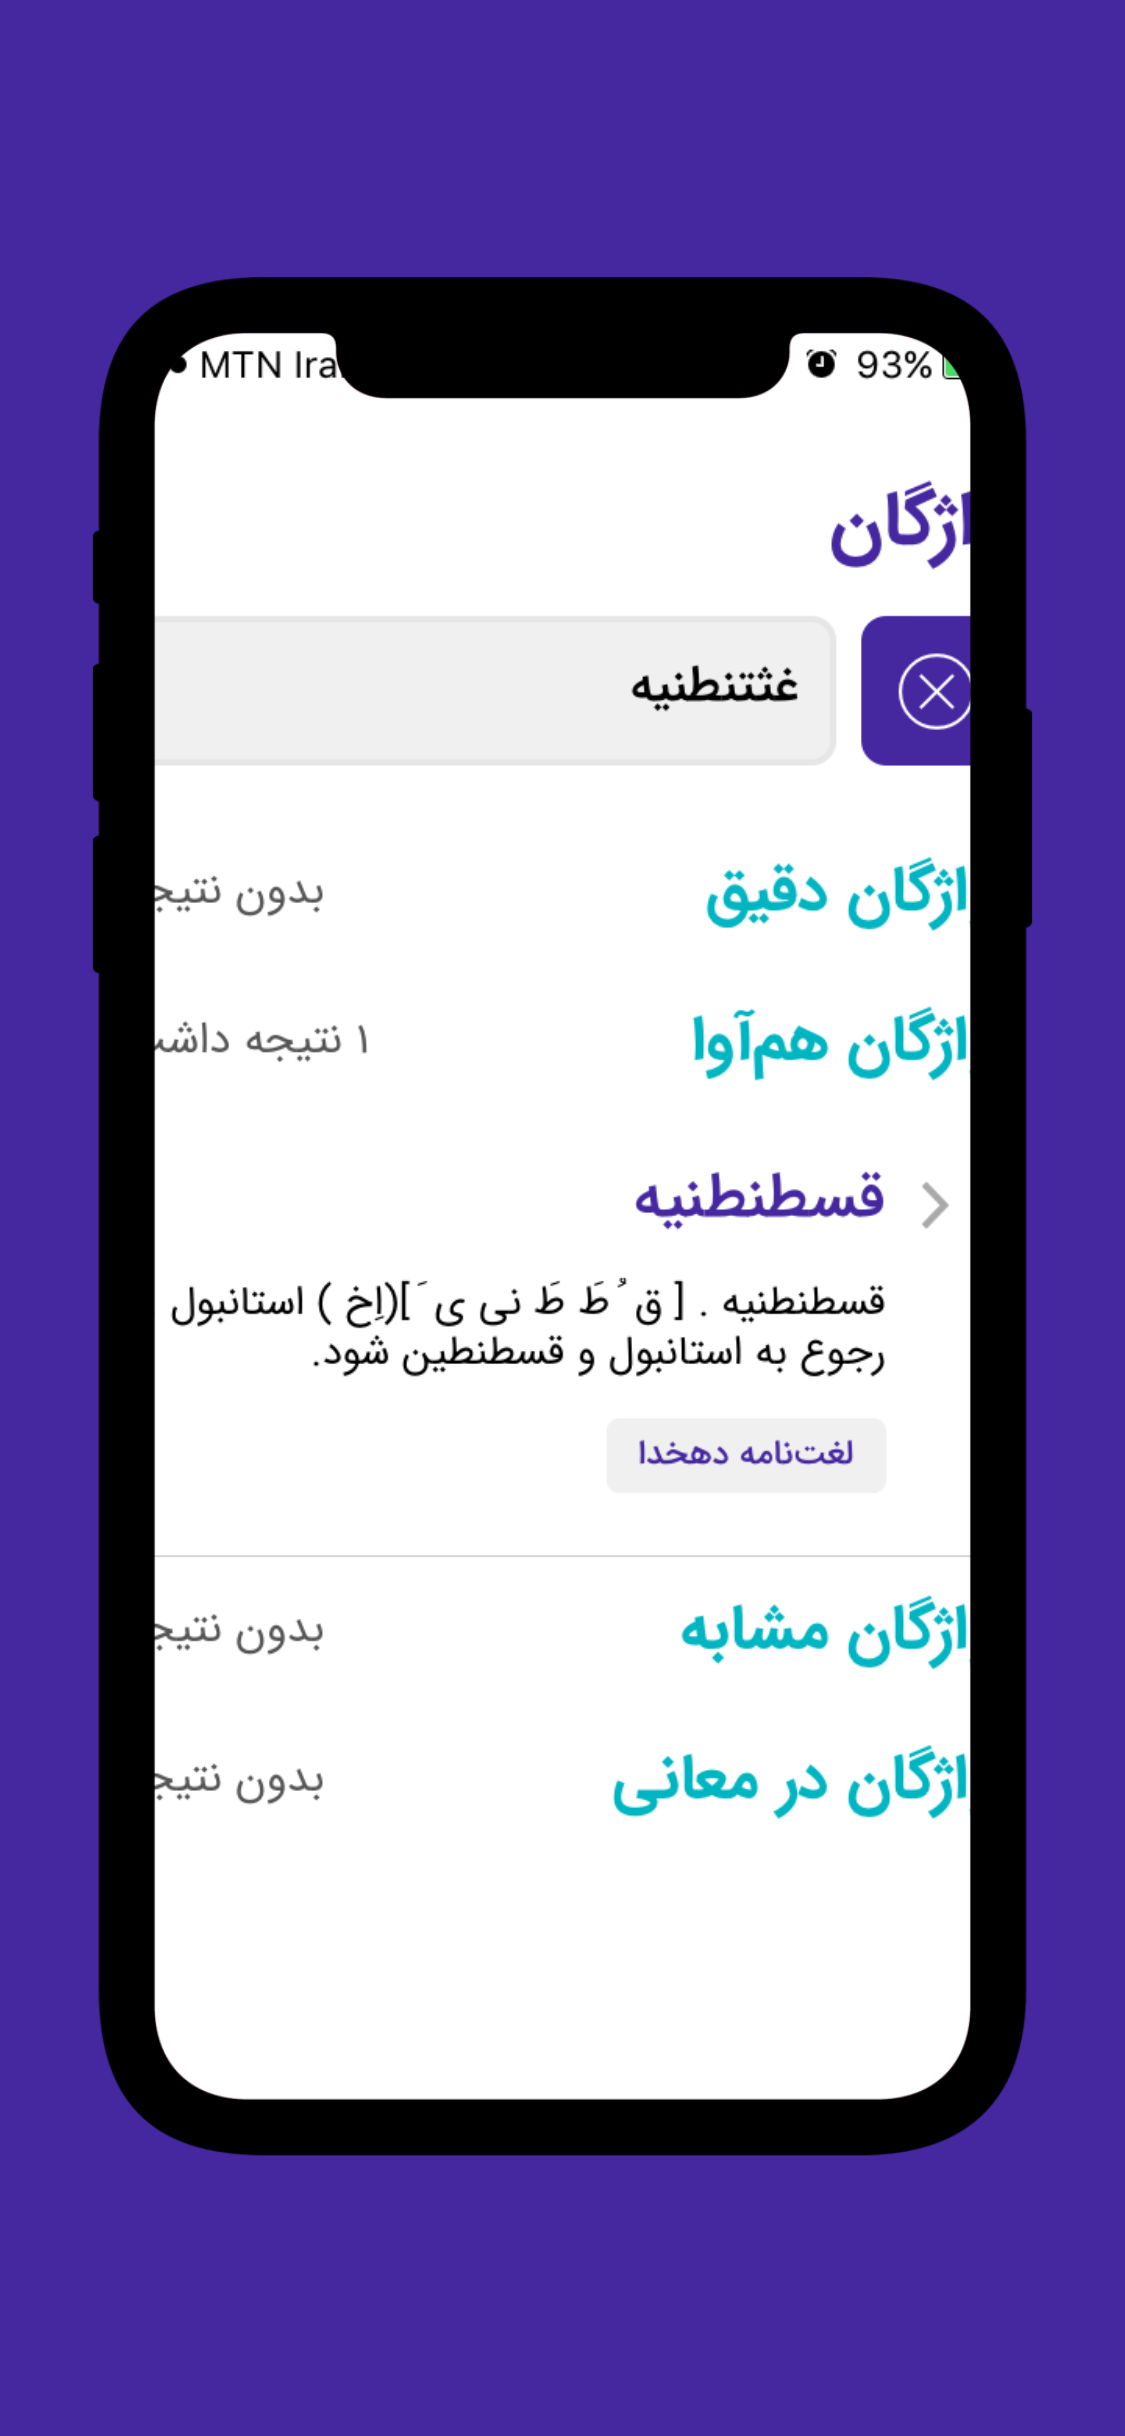 MTN Ira 93%
اژگان
غثتنطنیه
اژگان دقیق بدون نتیج
اژگان هم‌آوا ۱ نتیجه داشت
قسطنطنیه
قسطنطنیه . [ ق ُ طَ طَ نی ی َ ](اِخ ) استانبول
رجوع به استانبول و قسطنطین شود.
لغت‌نامه دهخدا
اژگان مشابه بدون نتیج
اژگان در معانی بدون نتیج